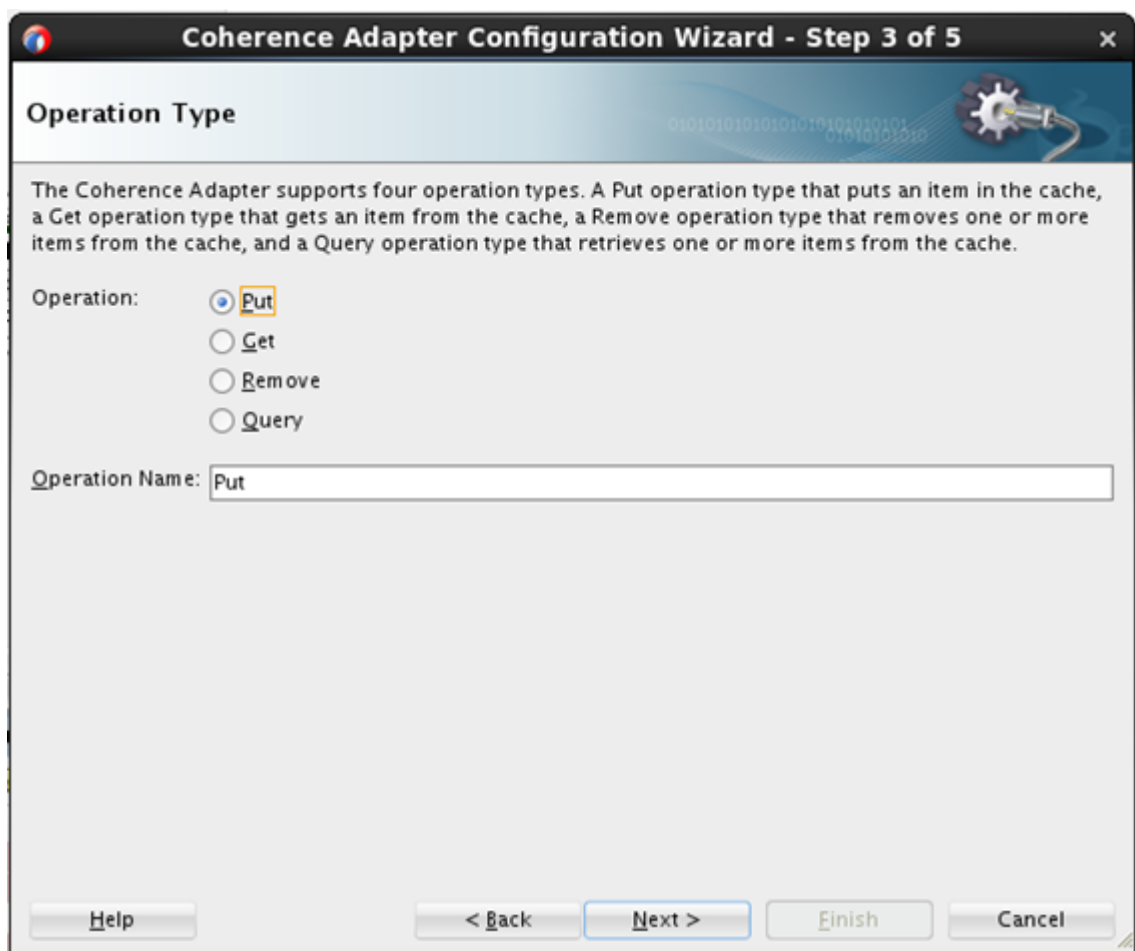 Coherence Adapter Configuration Wizard - Step 3 of 5
Operation Type
0101010101010101010101010101
01010101010
The Coherence Adapter supports four operation types. A Put operation type that puts an item in the cache,
a Get operation type that gets an item from the cache, a Remove operation type that removes one or more
items from the cache, and a Query operation type that retrieves one or more items from the cache.
Operation:
Put
Get
Remove
Query
Operation Name: Put
Help
< Back
Next >
Finish
Cancel